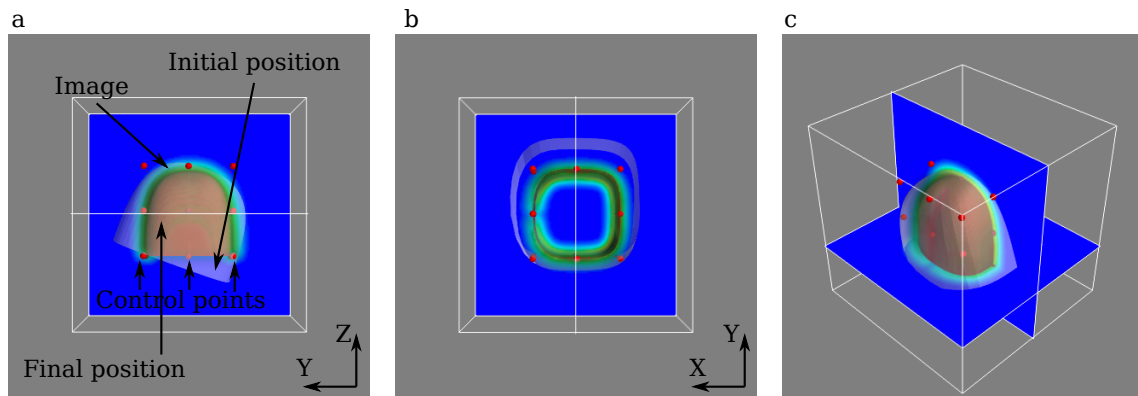 a
b
c
Initial position
Image
Control points
Final position
Z
Y
Y
X